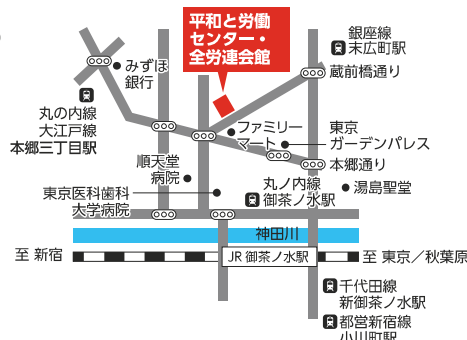 平和と労働
センター・
全労連会館
銀座線
末広町駅
蔵前橋通り
みずほ
銀行
丸の内線
大江戸線
本郷三丁目駅
ファミリー
マート
東京
ガーデンパレス
本郷通り
順天堂
病院
丸ノ内線
御茶ノ水駅
湯島聖堂
東京医科歯科
大学病院
神田川
至 新宿
JR 御茶ノ水駅
至 東京／秋葉原
千代田線
新御茶ノ水駅
都営新宿線
小川町駅